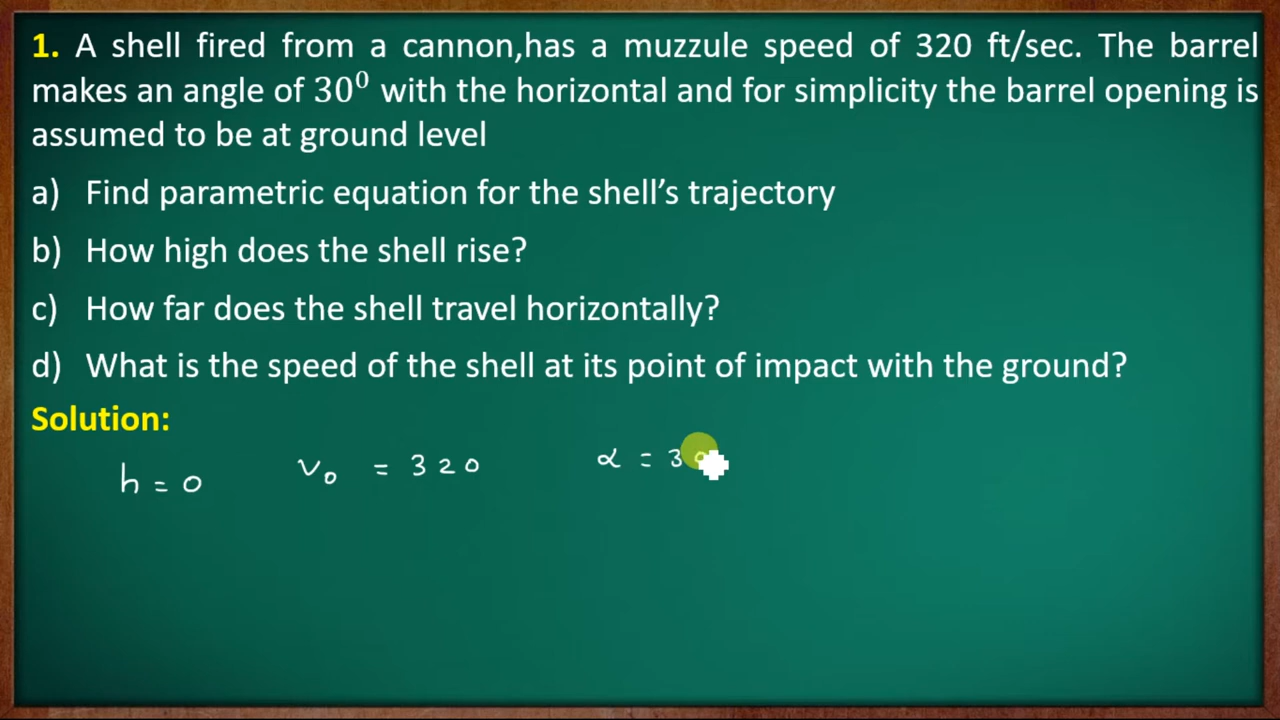 1. A shell fired from a cannon,has a muzzule speed of 320 ft/sec. The barrel
makes an angle of 30⁰ with the horizontal and for simplicity the barrel opening is
assumed to be at ground level
a) Find parametric equation for the shell’s trajectory
b) How high does the shell rise?
c) How far does the shell travel horizontally?
d) What is the speed of the shell at its point of impact with the ground?
Solution:
h = 0 v₀ = 320 α = 30